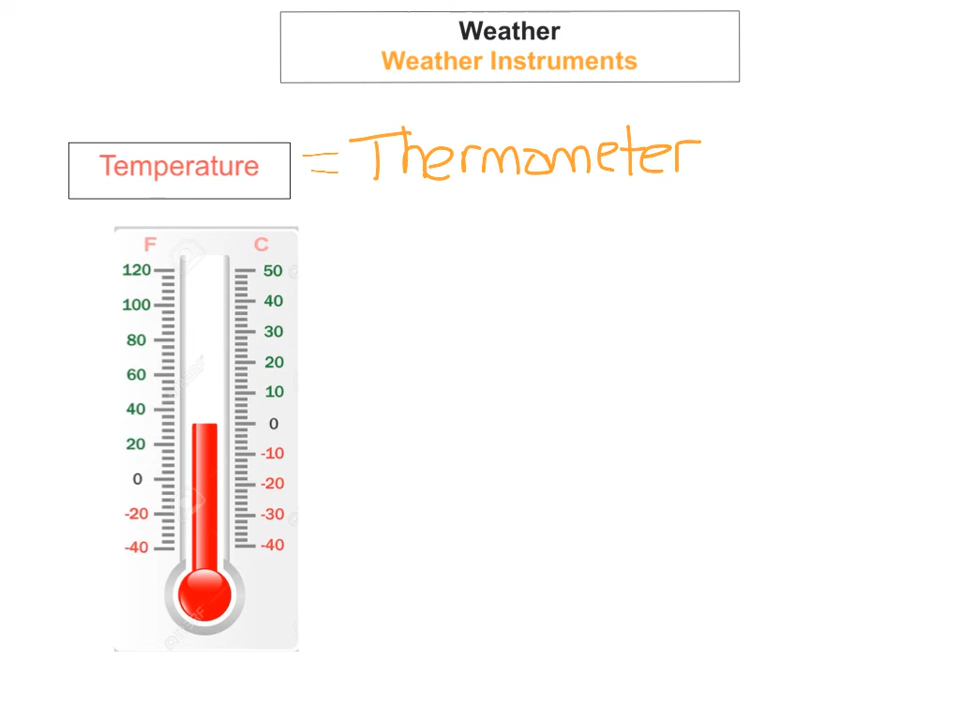 Weather
Weather Instruments
Temperature = Thermometer
F C
120 50
100 40
80 30
60 20
40 10
20 0
0 -10
-20 -20
-40 -30
-40